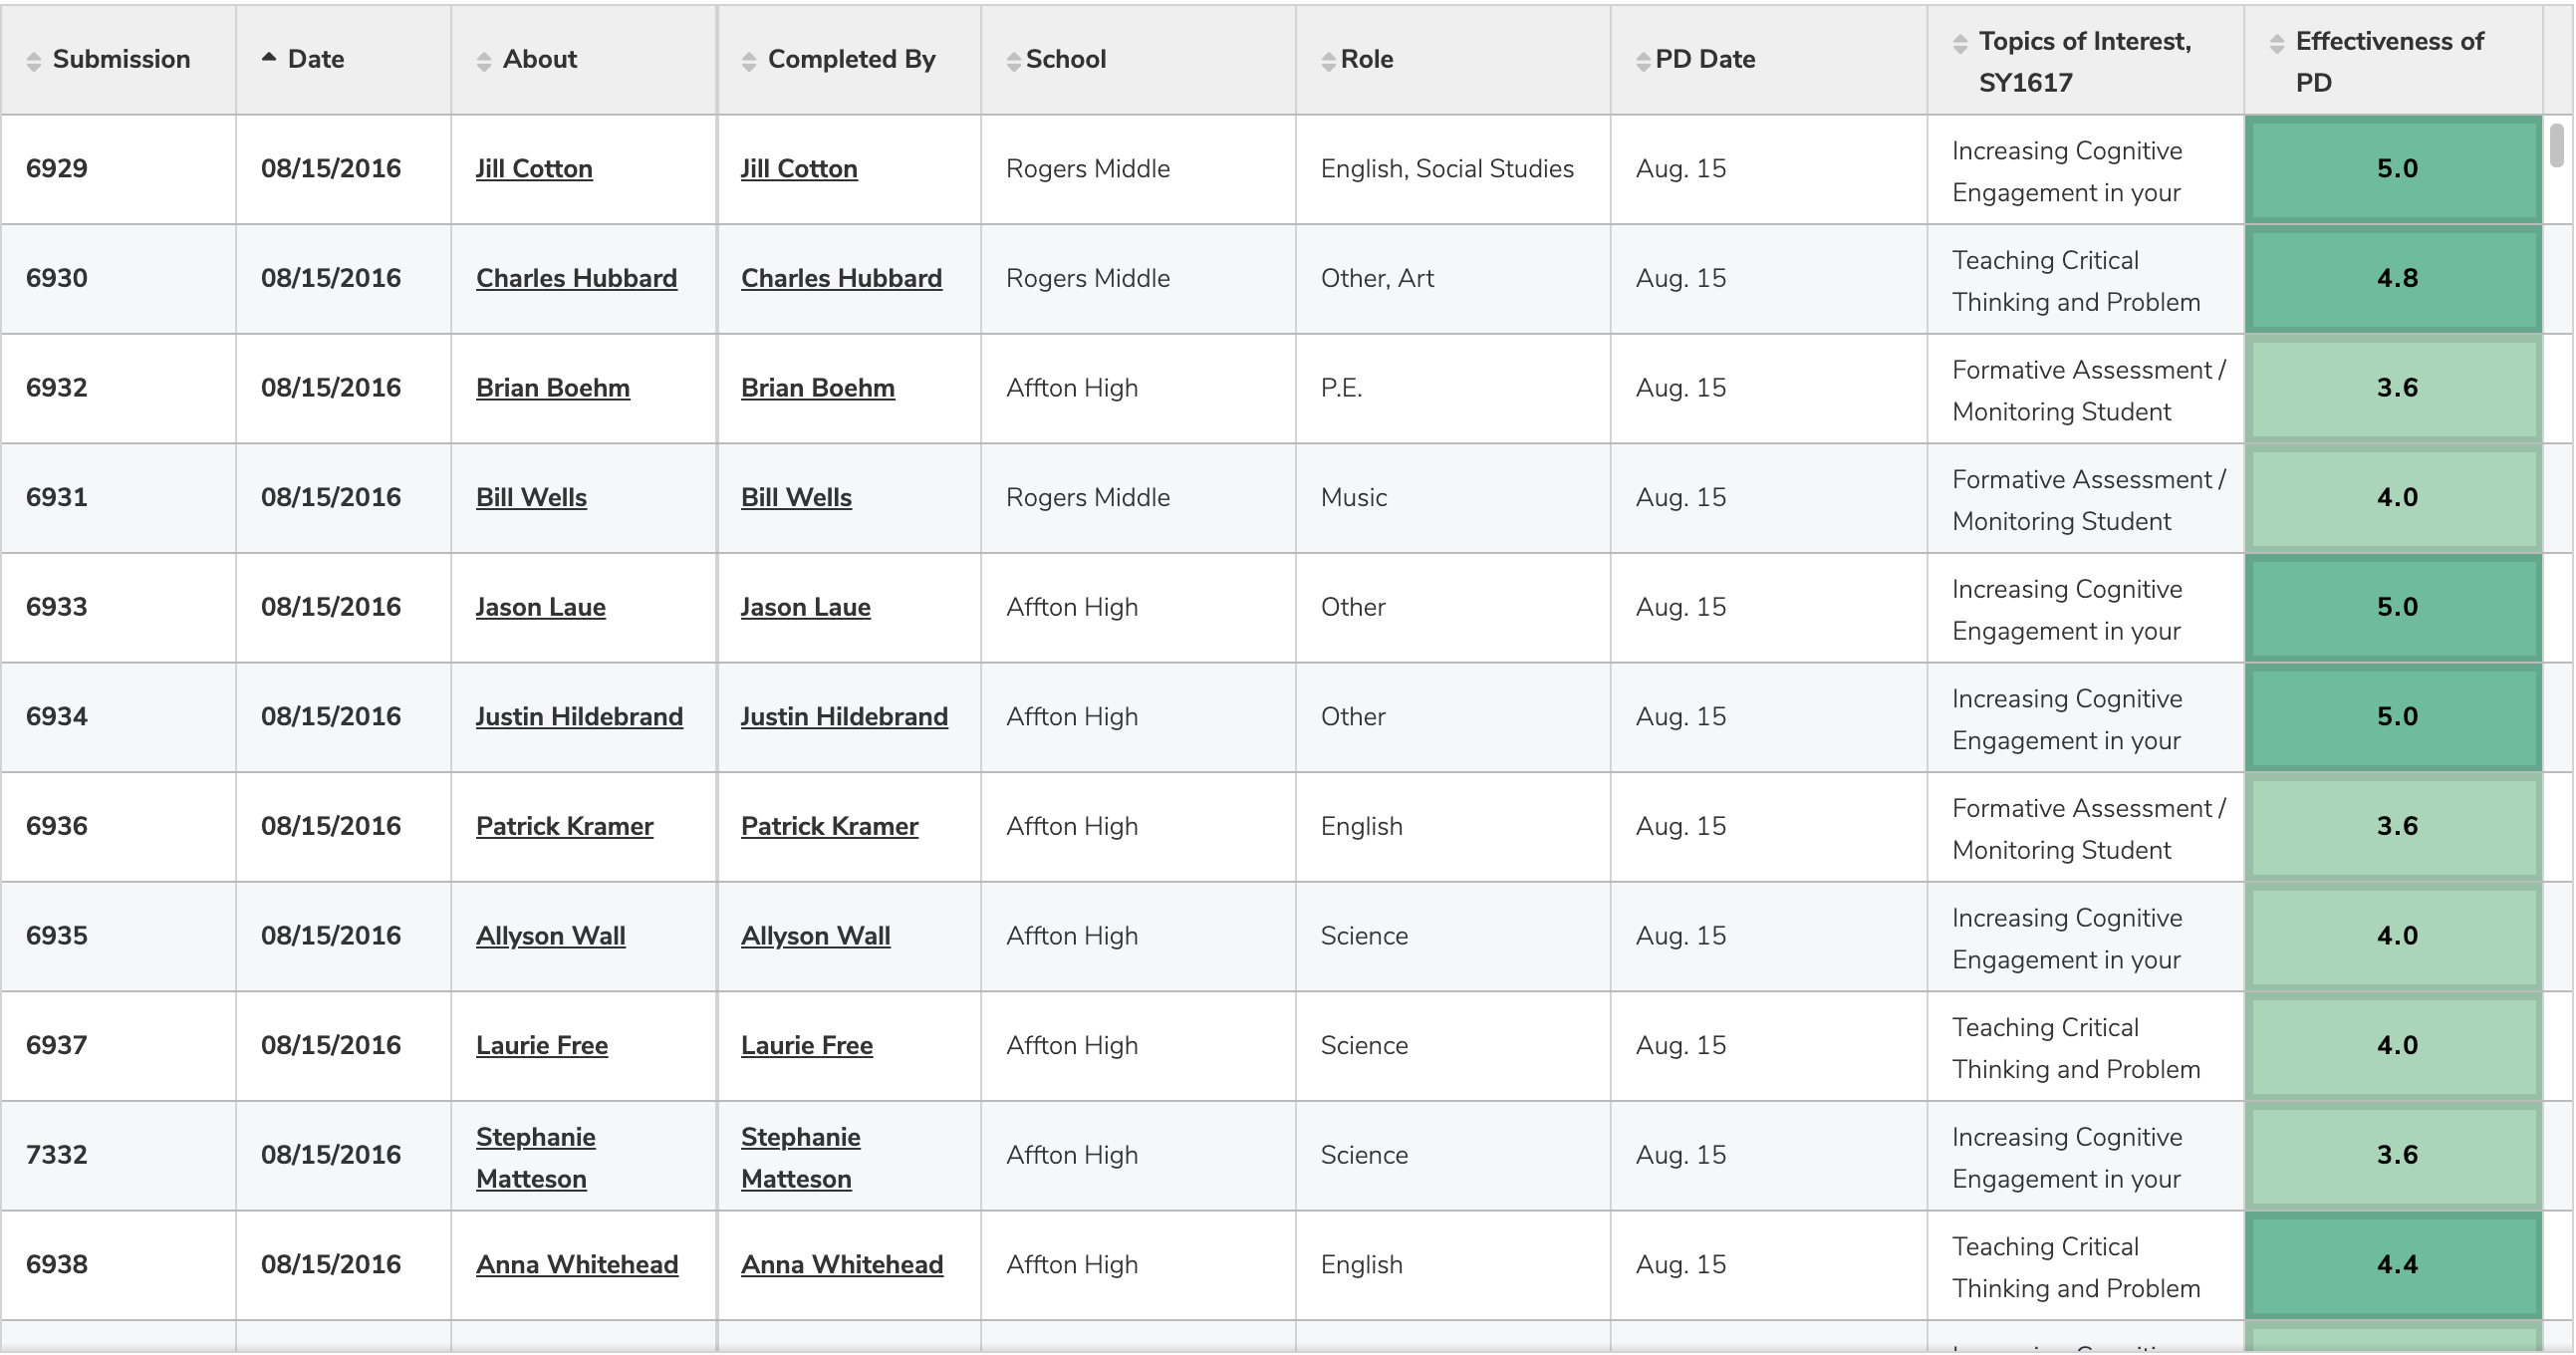 Submission Date About Completed By School Role PD Date Topics of Interest, SY1617 Effectiveness of PD
6929 08/15/2016 Jill Cotton Jill Cotton Rogers Middle English, Social Studies Aug. 15 Increasing Cognitive Engagement in your 5.0
6930 08/15/2016 Charles Hubbard Charles Hubbard Rogers Middle Other, Art Aug. 15 Teaching Critical Thinking and Problem 4.8
6932 08/15/2016 Brian Boehm Brian Boehm Affton High P.E. Aug. 15 Formative Assessment / Monitoring Student 3.6
6931 08/15/2016 Bill Wells Bill Wells Rogers Middle Music Aug. 15 Formative Assessment / Monitoring Student 4.0
6933 08/15/2016 Jason Laue Jason Laue Affton High Other Aug. 15 Increasing Cognitive Engagement in your 5.0
6934 08/15/2016 Justin Hildebrand Justin Hildebrand Affton High Other Aug. 15 Increasing Cognitive Engagement in your 5.0
6936 08/15/2016 Patrick Kramer Patrick Kramer Affton High English Aug. 15 Formative Assessment / Monitoring Student 3.6
6935 08/15/2016 Allyson Wall Allyson Wall Affton High Science Aug. 15 Increasing Cognitive Engagement in your 4.0
6937 08/15/2016 Laurie Free Laurie Free Affton High Science Aug. 15 Teaching Critical Thinking and Problem 4.0
7332 08/15/2016 Stephanie Matteson Stephanie Matteson Affton High Science Aug. 15 Increasing Cognitive Engagement in your 3.6
6938 08/15/2016 Anna Whitehead Anna Whitehead Affton High English Aug. 15 Teaching Critical Thinking and Problem 4.4